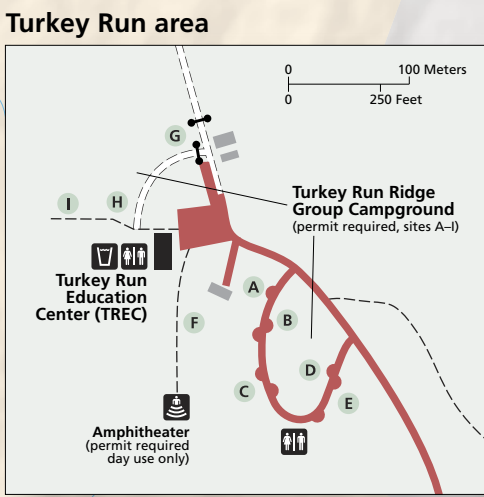 Turkey Run area
0 100 Meters
0 250 Feet
G
Turkey Run Ridge
Group Campground
(permit required, sites A–I)
I
H
Turkey Run
Education
Center (TREC)
A
B
F
D
C
E
Amphitheater
(permit required
day use only)